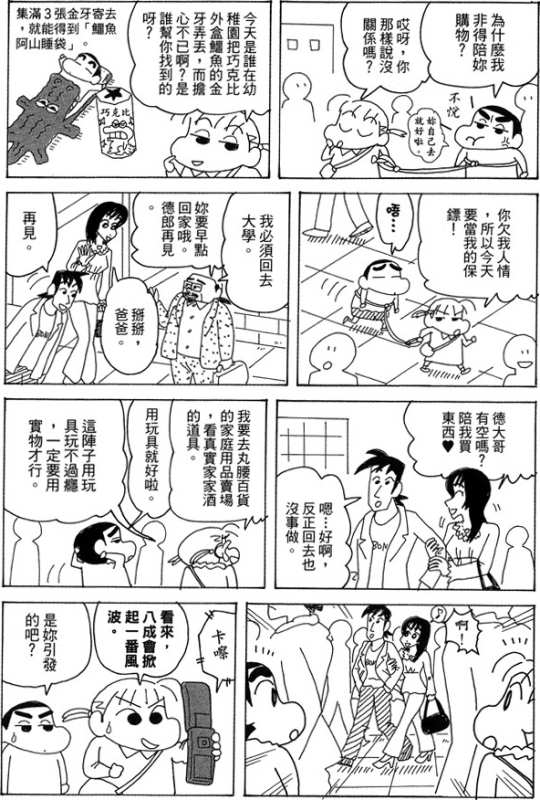 為什麼我
非得陪妳
購物？
不悅
妳自己去
就好啦。
哎呀，你
那樣說沒
關係嗎？
今天是誰在幼
稚園把巧克比
外盒鱷魚的金
牙弄丟，而擔
心不已啊？是
誰幫你找到的
呀？
集滿３張金牙寄去
，就能得到「鱷魚
阿山睡袋」。
巧克比
你欠我人情
，所以今天
要當我的保
鏢！
唔…
我必須回去
大學。
妳要早點
回家哦。
德郎再見
。
掰掰，
爸爸。
再見。
德大哥
有空嗎？
陪我買
東西♥
嗯…好啊，
反正回去也
沒事做。
BON
我要去丸腰百貨
的家庭用品賣場
，看真實家家酒
的道具。
用玩具就好啦。
這陣子用玩
具玩不過癮
，一定要用
實物才行。
啊！
BON
卡嚓
看來，
八成會掀
起一番風
波。
是妳引發
的吧？